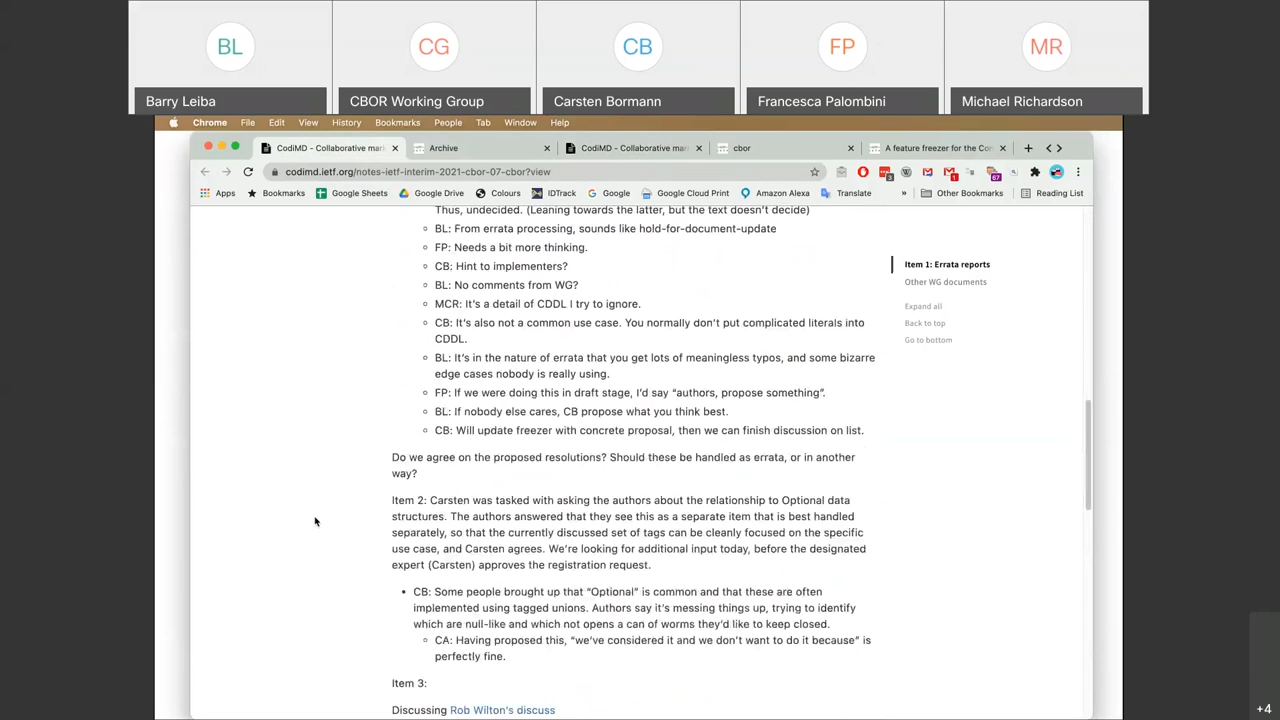 BL
CG
CB
FP
MR
Barry Leiba
CBOR Working Group
Carsten Bormann
Francesca Palombini
Michael Richardson
Chrome File Edit View History Bookmarks People Tab Window Help
CodiMD - Collaborative mark
Archive
CodiMD - Collaborative mark
cbor
A feature freezer for the Con
codimd.ietf.org/notes-ietf-interim-2021-cbor-07-cbor?view
Apps Bookmarks Google Sheets Google Drive Colours IDTrack Google Google Cloud Print Amazon Alexa Translate » Other Bookmarks Reading List
Thus, undecided. (Leaning towards the latter, but the text doesn't decide)
BL: From errata processing, sounds like hold-for-document-update
FP: Needs a bit more thinking.
CB: Hint to implementers?
BL: No comments from WG?
MCR: It's a detail of CDDL I try to ignore.
CB: It's also not a common use case. You normally don't put complicated literals into
CDDL.
BL: It's in the nature of errata that you get lots of meaningless typos, and some bizarre
edge cases nobody is really using.
FP: If we were doing this in draft stage, I'd say "authors, propose something".
BL: If nobody else cares, CB propose what you think best.
CB: Will update freezer with concrete proposal, then we can finish discussion on list.
Do we agree on the proposed resolutions? Should these be handled as errata, or in another
way?
Item 2: Carsten was tasked with asking the authors about the relationship to Optional data
structures. The authors answered that they see this as a separate item that is best handled
separately, so that the currently discussed set of tags can be cleanly focused on the specific
use case, and Carsten agrees. We're looking for additional input today, before the designated
expert (Carsten) approves the registration request.
CB: Some people brought up that "Optional" is common and that these are often
implemented using tagged unions. Authors say it's messing things up, trying to identify
which are null-like and which not opens a can of worms they'd like to keep closed.
CA: Having proposed this, "we've considered it and we don't want to do it because" is
perfectly fine.
Item 3:
Discussing Rob Wilton's discuss
Item 1: Errata reports
Other WG documents
Expand all
Back to top
Go to bottom
+4